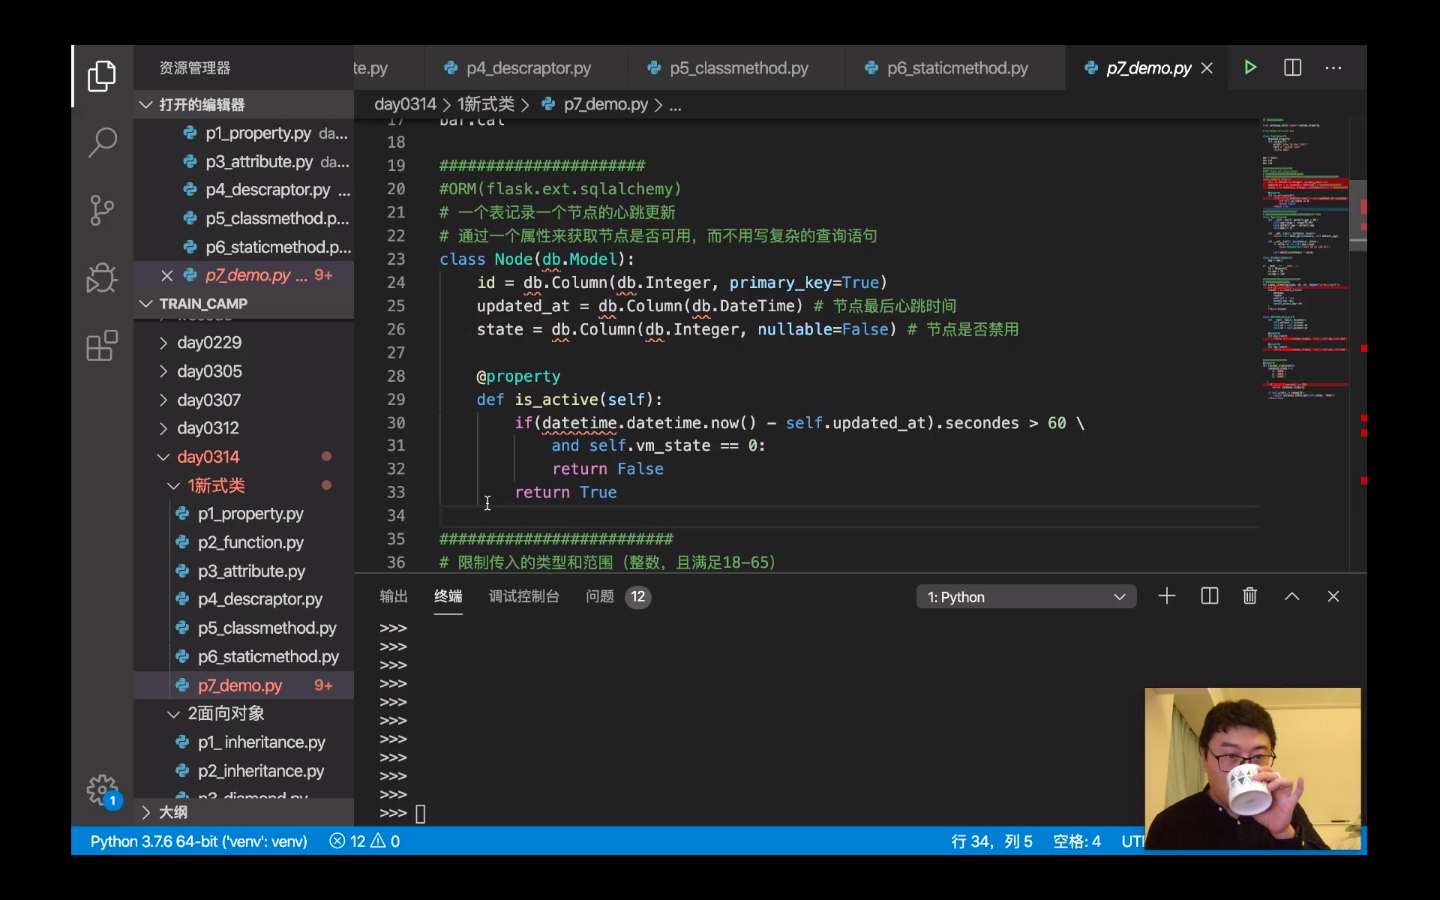 资源管理器
te.py
p4_descraptor.py
p5_classmethod.py
p6_staticmethod.py
p7_demo.py
打开的编辑器
p1_property.py da...
p3_attribute.py da...
p4_descraptor.py ...
p5_classmethod.p...
p6_staticmethod.p...
p7_demo.py ... 9+
TRAIN_CAMP
day0229
day0305
day0307
day0312
day0314
1新式类
p1_property.py
p2_function.py
p3_attribute.py
p4_descraptor.py
p5_classmethod.py
p6_staticmethod.py
p7_demo.py 9+
2面向对象
p1_ inheritance.py
p2_inheritance.py
p3_diamond.py
大纲
day0314 > 1新式类 > p7_demo.py > ...
17 bar.cat
18
19 ######################
20 #ORM(flask.ext.sqlalchemy)
21 # 一个表记录一个节点的心跳更新
22 # 通过一个属性来获取节点是否可用，而不用写复杂的查询语句
23 class Node(db.Model):
24 id = db.Column(db.Integer, primary_key=True)
25 updated_at = db.Column(db.DateTime) # 节点最后心跳时间
26 state = db.Column(db.Integer, nullable=False) # 节点是否禁用
27
28 @property
29 def is_active(self):
30 if(datetime.datetime.now() - self.updated_at).secondes > 60 \
31 and self.vm_state == 0:
32 return False
33 return True
34
35 #########################
36 # 限制传入的类型和范围（整数，且满足18-65）
输出 终端 调试控制台 问题 12
1: Python
>>>
>>>
>>>
>>>
>>>
>>>
>>>
>>>
>>>
>>>
>>>
1
Python 3.7.6 64-bit ('venv': venv) 12 0
行 34，列 5 空格: 4 UTI